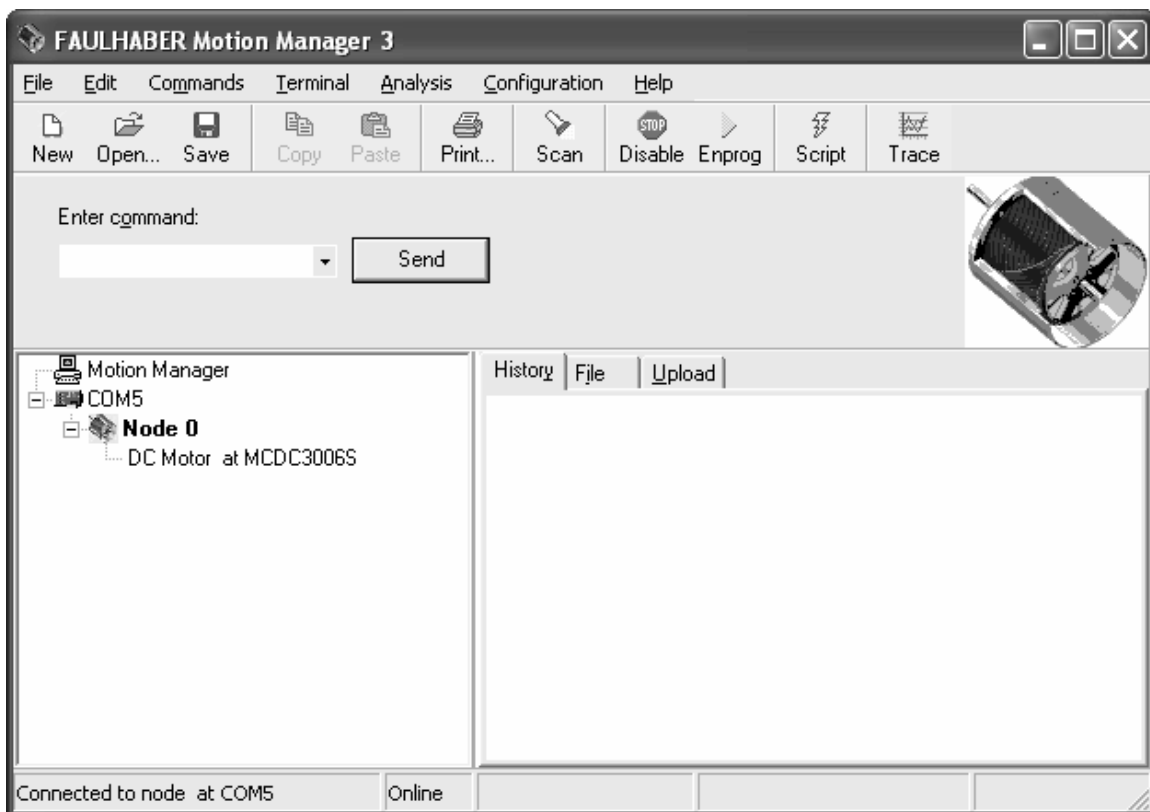 FAULHABER Motion Manager 3
File Edit Commands Terminal Analysis Configuration Help
New Open... Save Copy Paste Print... Scan STOP Disable Enprog Script Trace
Enter command:
Send
Motion Manager
COM5
Node 0
DC Motor at MCDC3006S
History File Upload
Connected to node at COM5 Online